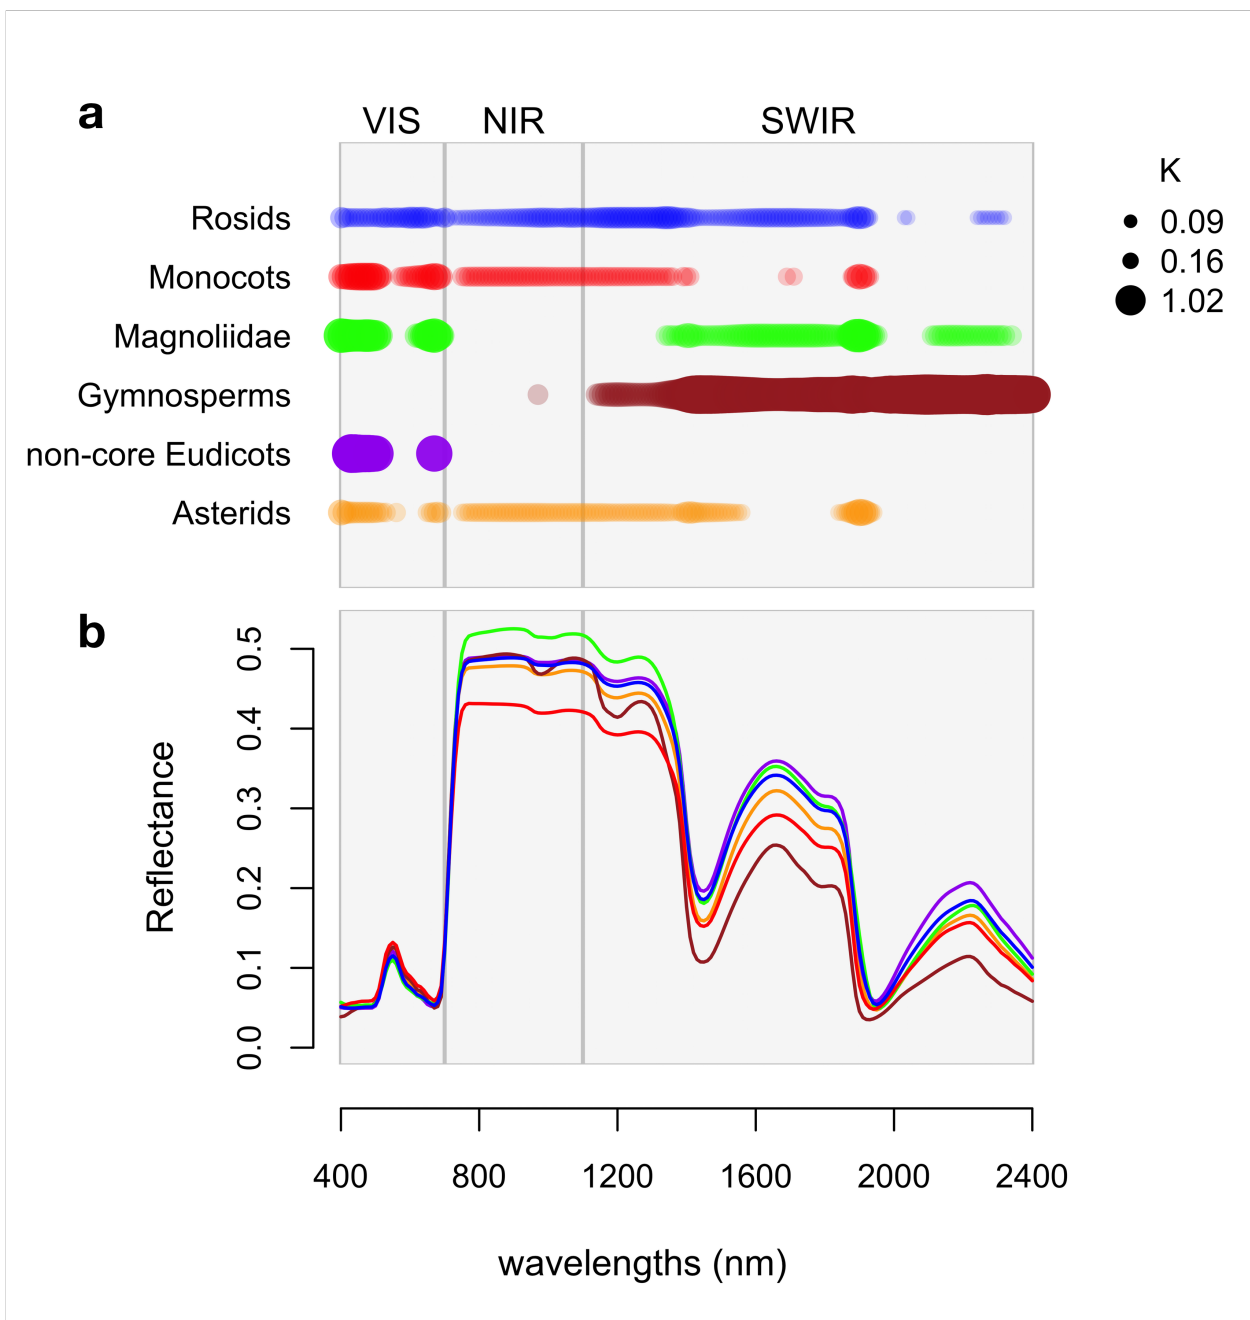 a
VIS NIR SWIR
K
0.09
0.16
1.02
Rosids
Monocots
Magnoliidae
Gymnosperms
non-core Eudicots
Asterids
b
Reflectance
0.5
0.4
0.3
0.2
0.1
0.0
400 800 1200 1600 2000 2400
wavelengths (nm)